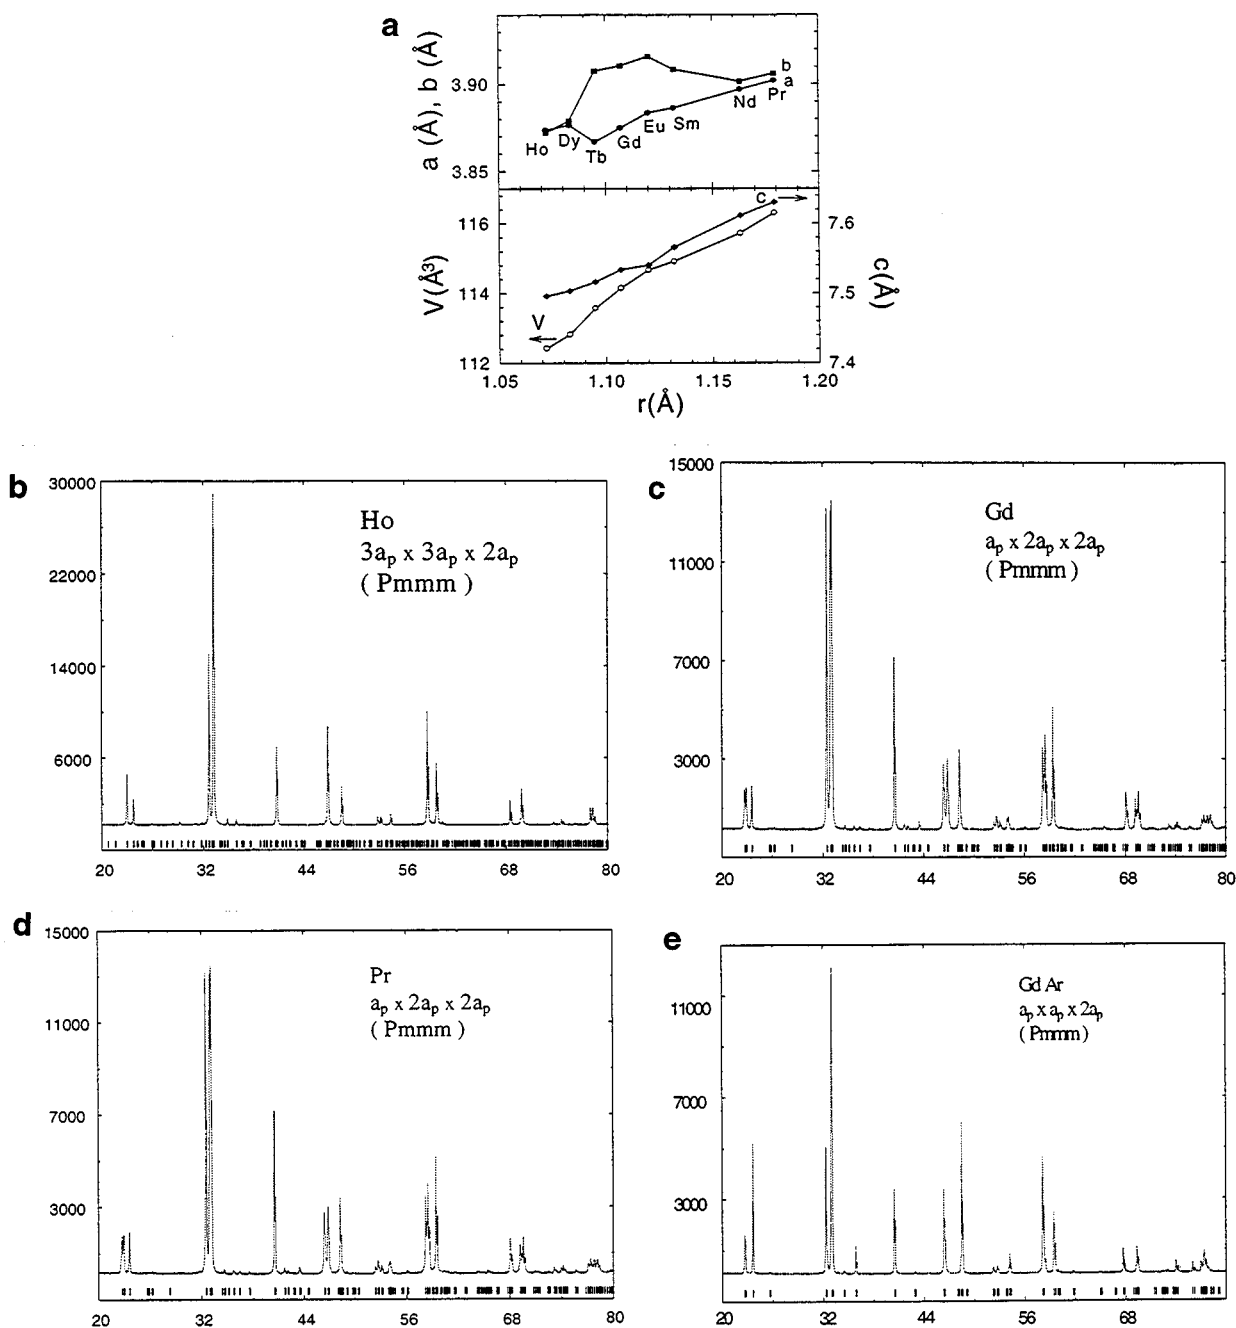 a
a (Å), b (Å)
3.90
3.85
b
a
Pr
Nd
Sm
Eu
Gd
Tb
Dy
Ho
116
114
112
V(Å³)
c
7.6
7.5
7.4
c(Å)
V
1.05 1.10 1.15 1.20
r(Å)
b
30000
22000
14000
6000
Ho
3aₚ x 3aₚ x 2aₚ
( Pmmm )
20 32 44 56 68 80
c
15000
11000
7000
3000
Gd
aₚ x 2aₚ x 2aₚ
( Pmmm )
20 32 44 56 68 80
d
15000
11000
7000
3000
Pr
aₚ x 2aₚ x 2aₚ
( Pmmm )
20 32 44 56 68 80
e
11000
7000
3000
Gd Ar
aₚ x aₚ x 2aₚ
( Pmmm)
20 32 44 56 68